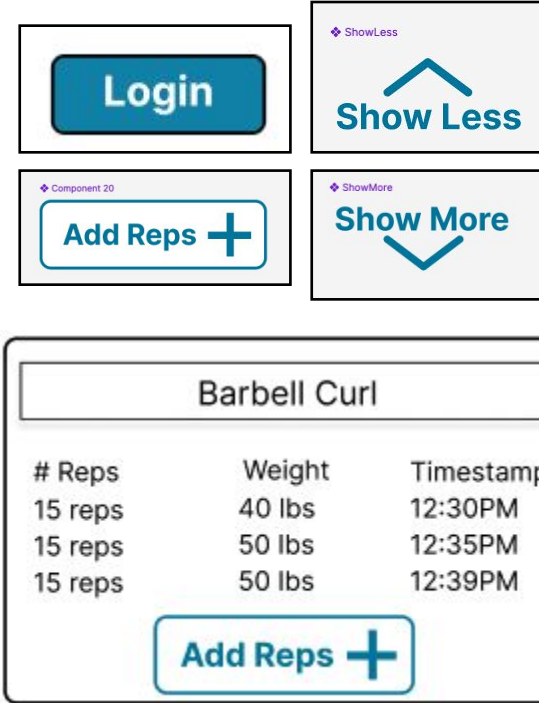 Login
ShowLess
Show Less
Component 20
Add Reps
ShowMore
Show More
Barbell Curl
# Reps Weight Timestamp
15 reps 40 lbs 12:30PM
15 reps 50 lbs 12:35PM
15 reps 50 lbs 12:39PM
Add Reps